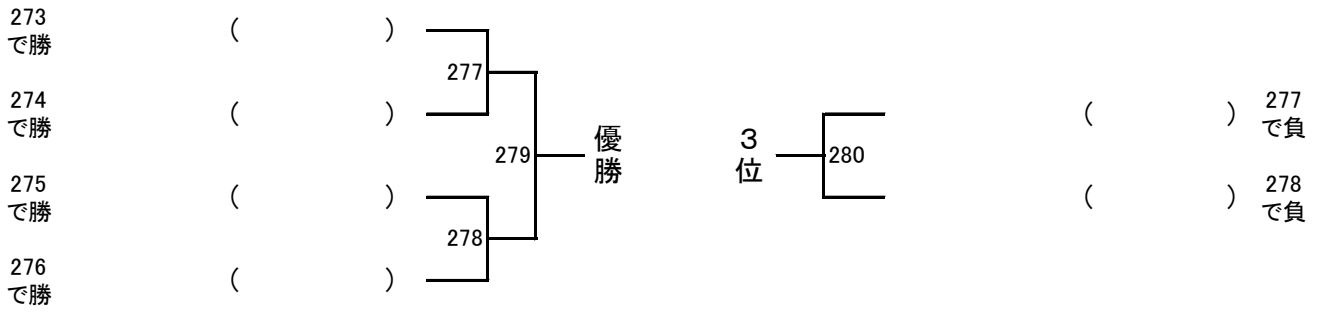 273
で勝 ( )
277
274
で勝 ( )
279 優勝
275
で勝 ( )
278
276
で勝 ( )
3位 280
( ) 277
で負
( ) 278
で負